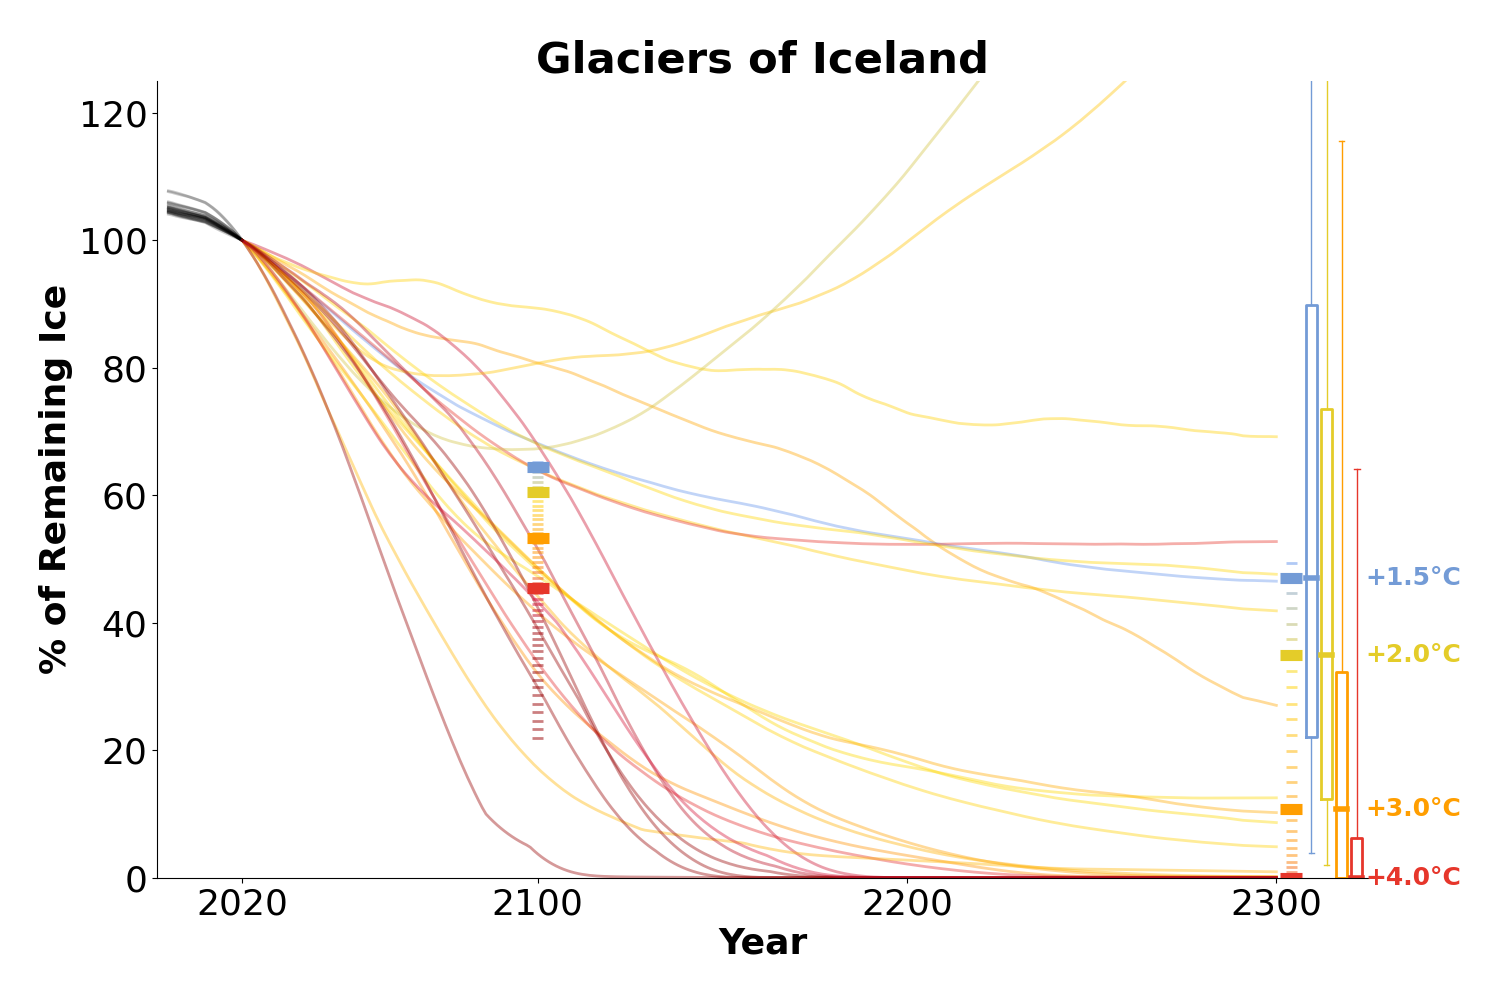 Glaciers of Iceland
% of Remaining Ice
120
100
80
60
40
20
0
+1.5°C
+2.0°C
+3.0°C
+4.0°C
2020 2100 2200 2300
Year